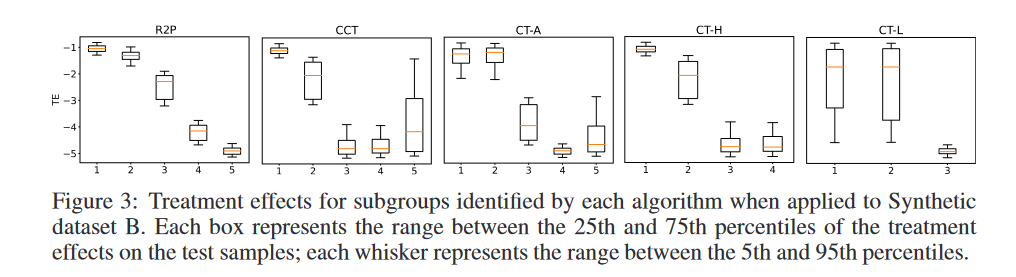 R2P CCT CT-A CT-H CT-L
TE
−1
−2
−3
−4
−5
1 2 3 4 5 1 2 3 4 5 1 2 3 4 5 1 2 3 4 1 2 3
Figure 3: Treatment effects for subgroups identified by each algorithm when applied to Synthetic
dataset B. Each box represents the range between the 25th and 75th percentiles of the treatment
effects on the test samples; each whisker represents the range between the 5th and 95th percentiles.